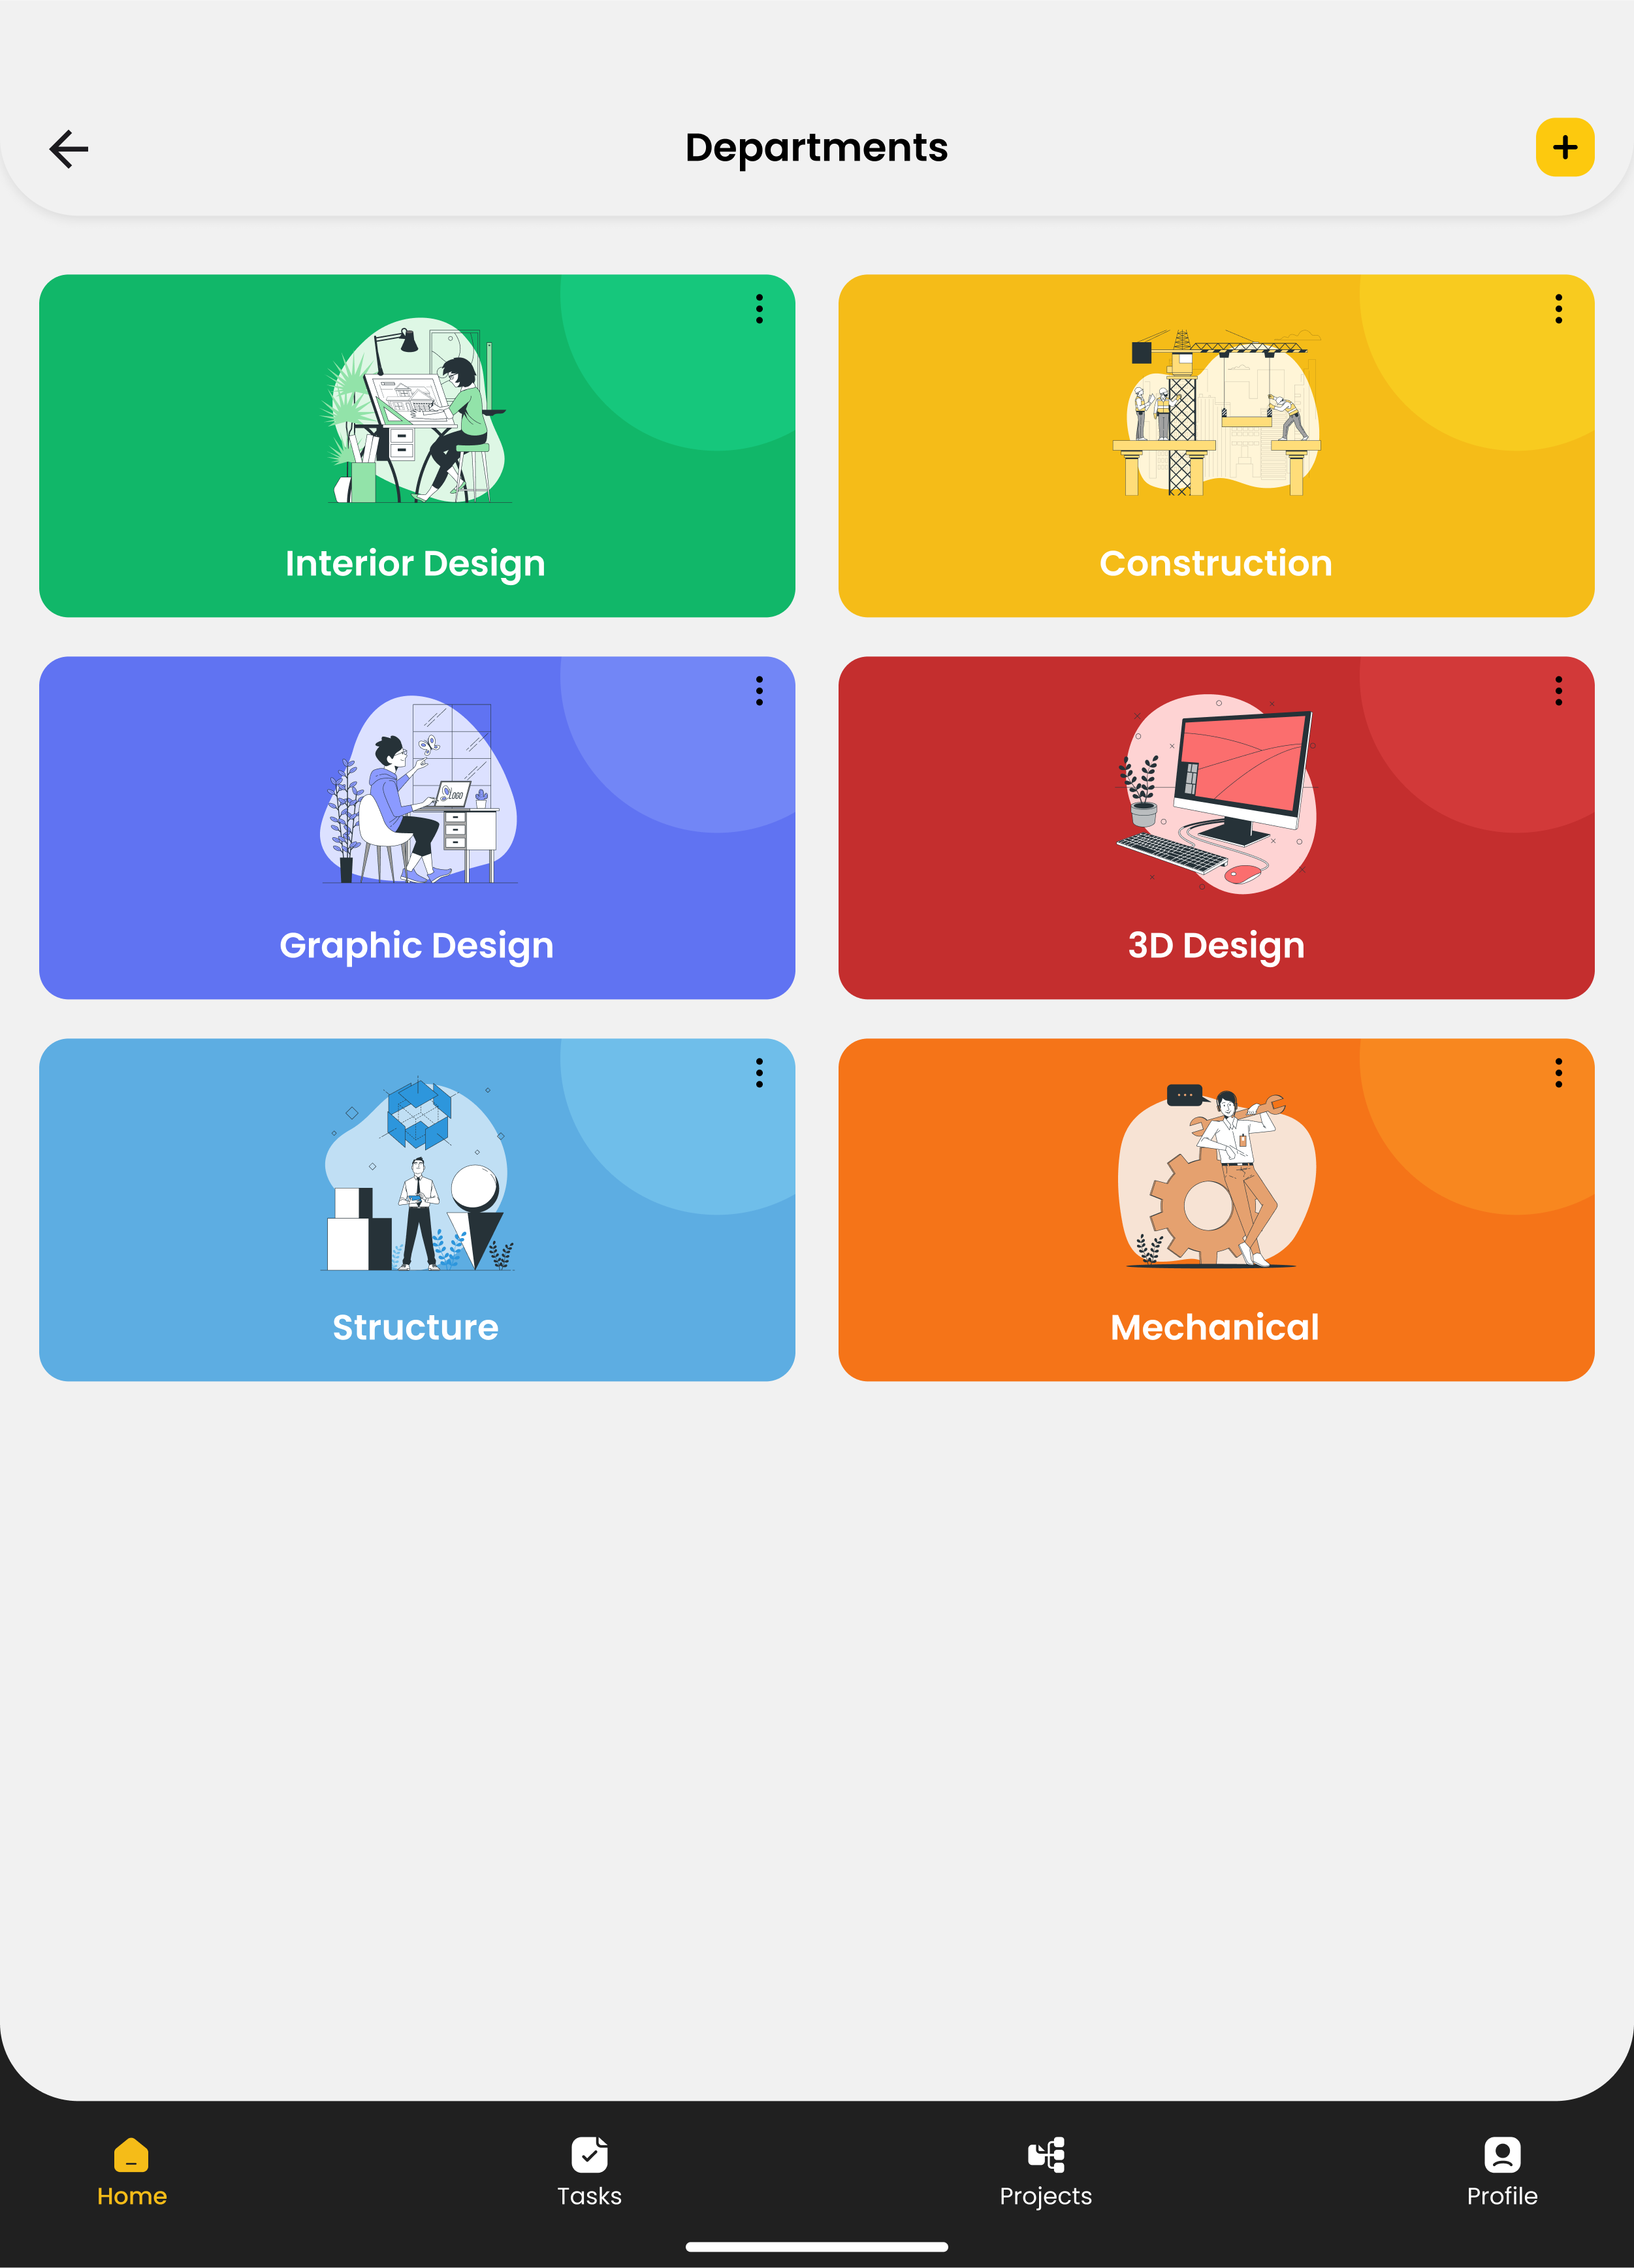 Departments
Interior Design
Construction
LOGO
Graphic Design
3D Design
Structure
Mechanical
Home
Tasks
Projects
Profile